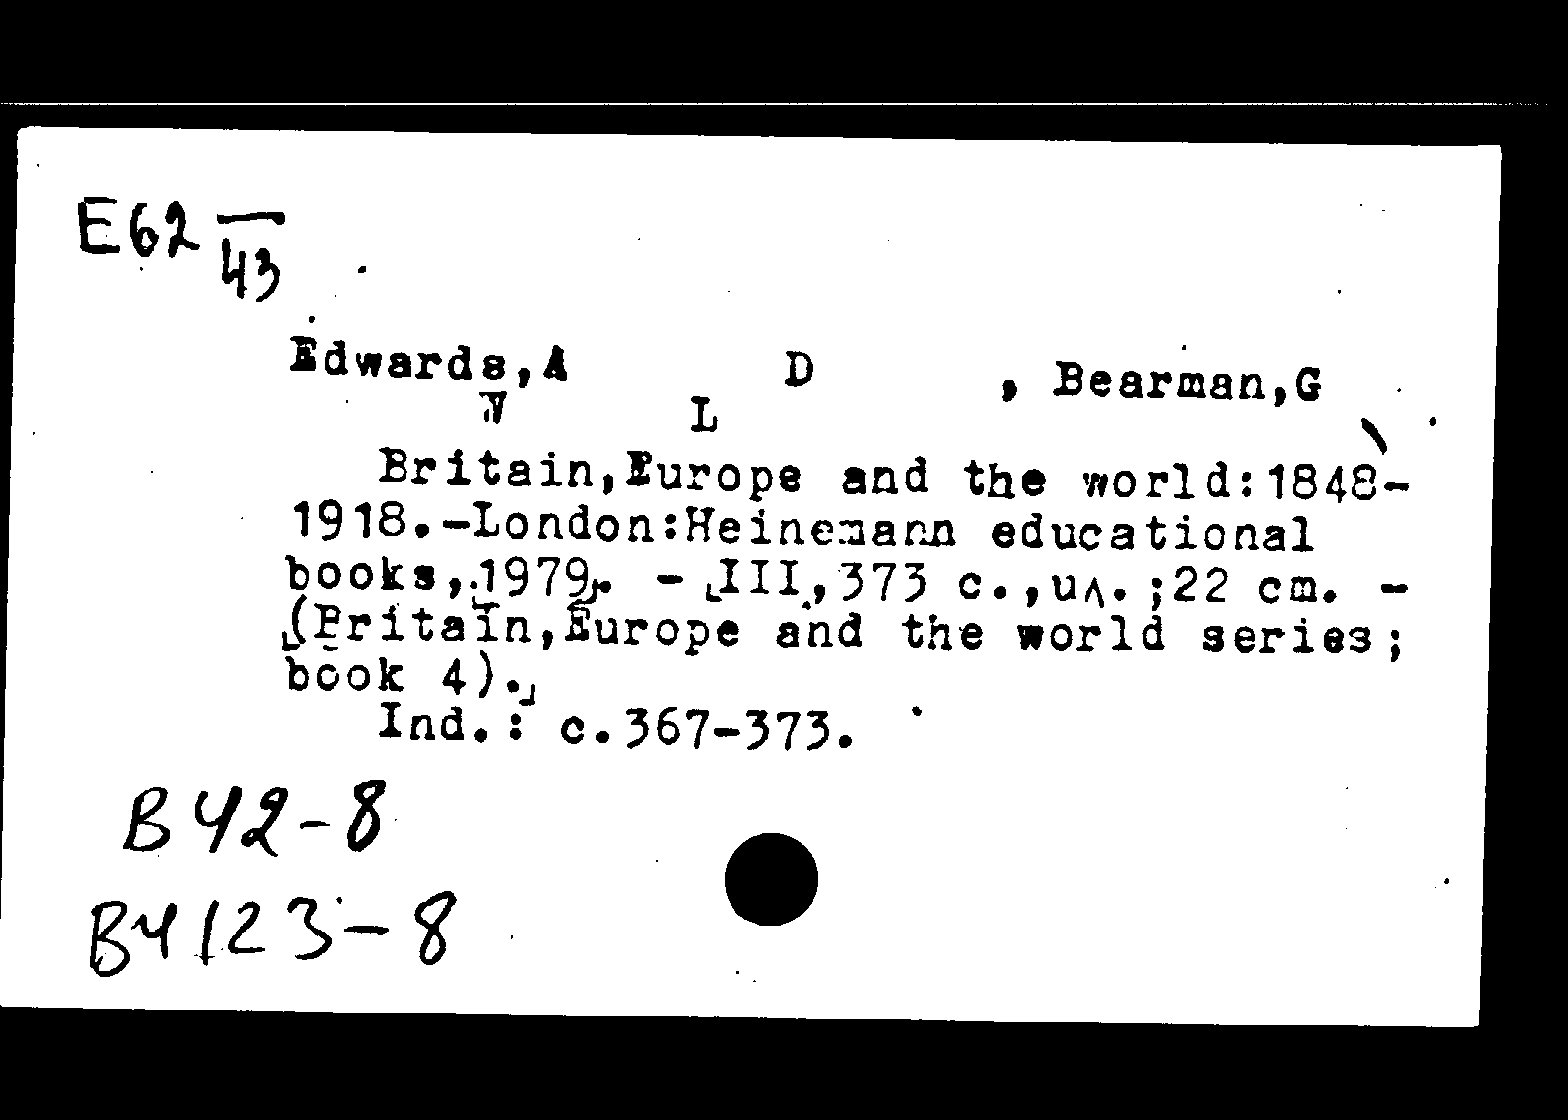 E62 —
43
Edwards,A D , Bearman,G
W L
Britain,Europe and the world:1848-
1918.-London:Heinemann educational
books,1979. - III,373 с.,ил.;22 cm. -
(Britain,Europe and the world series;
book 4).
Ind.: c.367-373.
B42-8
B4123-8